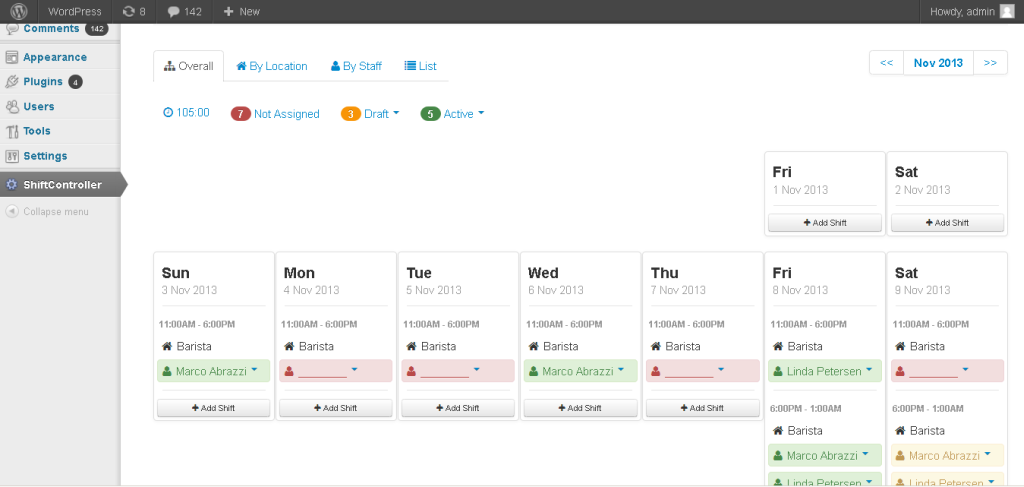 WordPress 8 142 + New Howdy, admin
Comments 142
Appearance
Plugins 4
Users
Tools
Settings
ShiftController
Collapse menu
Overall By Location By Staff List << Nov 2013 >>
105:00 7 Not Assigned 3 Draft 5 Active
Fri Sat
1 Nov 2013 2 Nov 2013
+ Add Shift + Add Shift
Sun Mon Tue Wed Thu Fri Sat
3 Nov 2013 4 Nov 2013 5 Nov 2013 6 Nov 2013 7 Nov 2013 8 Nov 2013 9 Nov 2013
11:00AM - 6:00PM 11:00AM - 6:00PM 11:00AM - 6:00PM 11:00AM - 6:00PM 11:00AM - 6:00PM 11:00AM - 6:00PM 11:00AM - 6:00PM
Barista Barista Barista Barista Barista Barista Barista
Marco Abrazzi ________ ________ Marco Abrazzi ________ Linda Petersen ________
+ Add Shift + Add Shift + Add Shift + Add Shift + Add Shift
6:00PM - 1:00AM 6:00PM - 1:00AM
Barista Barista
Marco Abrazzi Marco Abrazzi
Linda Petersen Linda Petersen